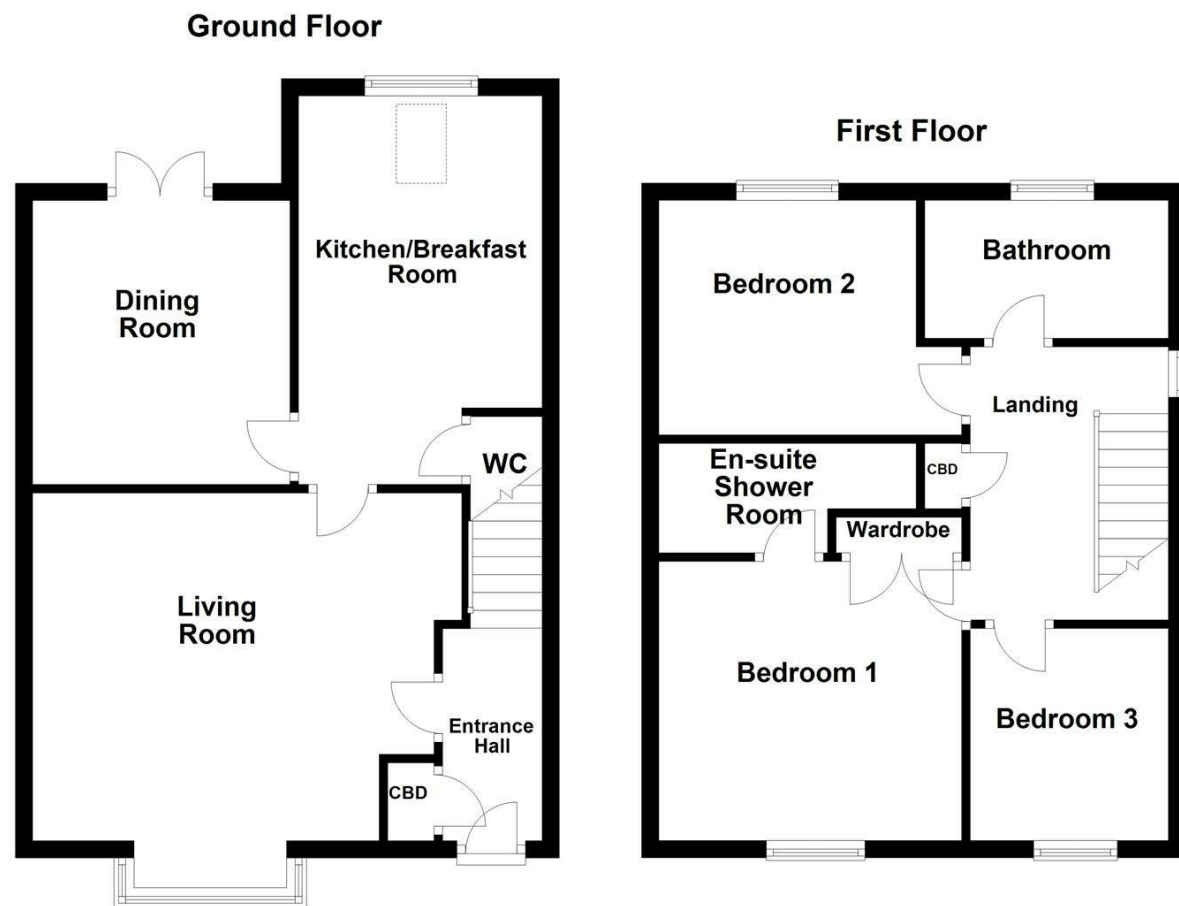 Ground Floor
Kitchen/Breakfast
Room
Dining
Room
WC
Living
Room
Entrance
Hall
CBD
First Floor
Bedroom 2
Bathroom
Landing
En-suite
Shower
Room
CBD
Wardrobe
Bedroom 1
Bedroom 3